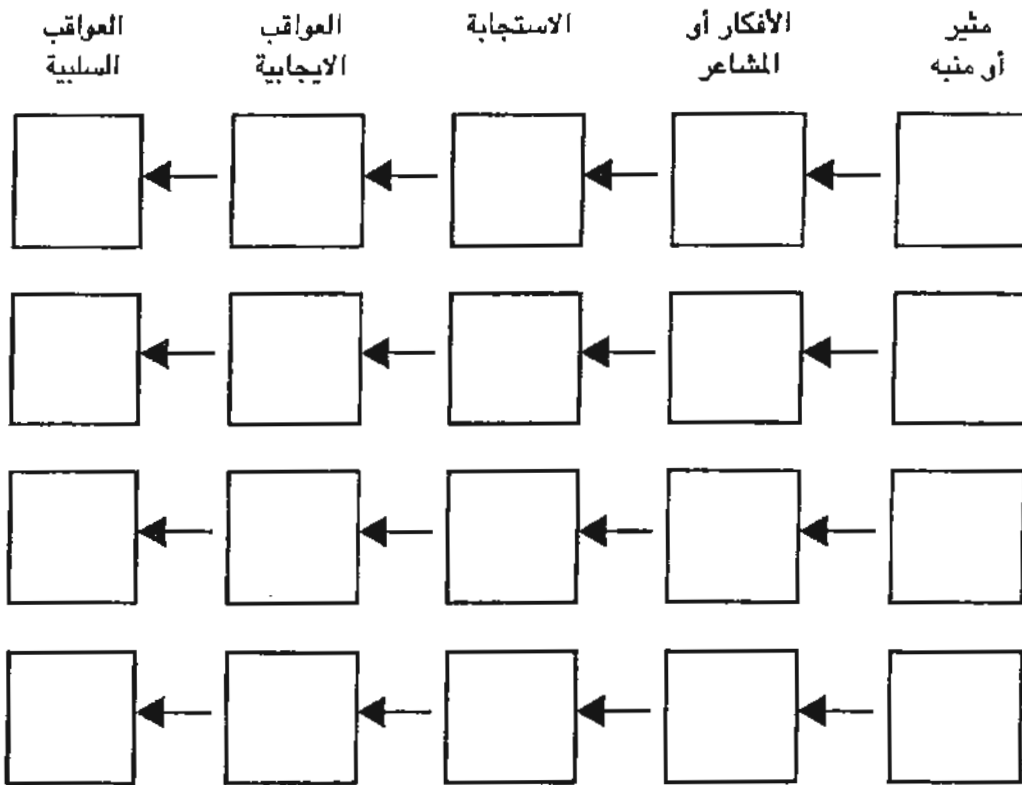 مثير
أو منبه
الأفكار أو
المشاعر
الاستجابة
العواقب
الايجابية
العواقب
السلبية